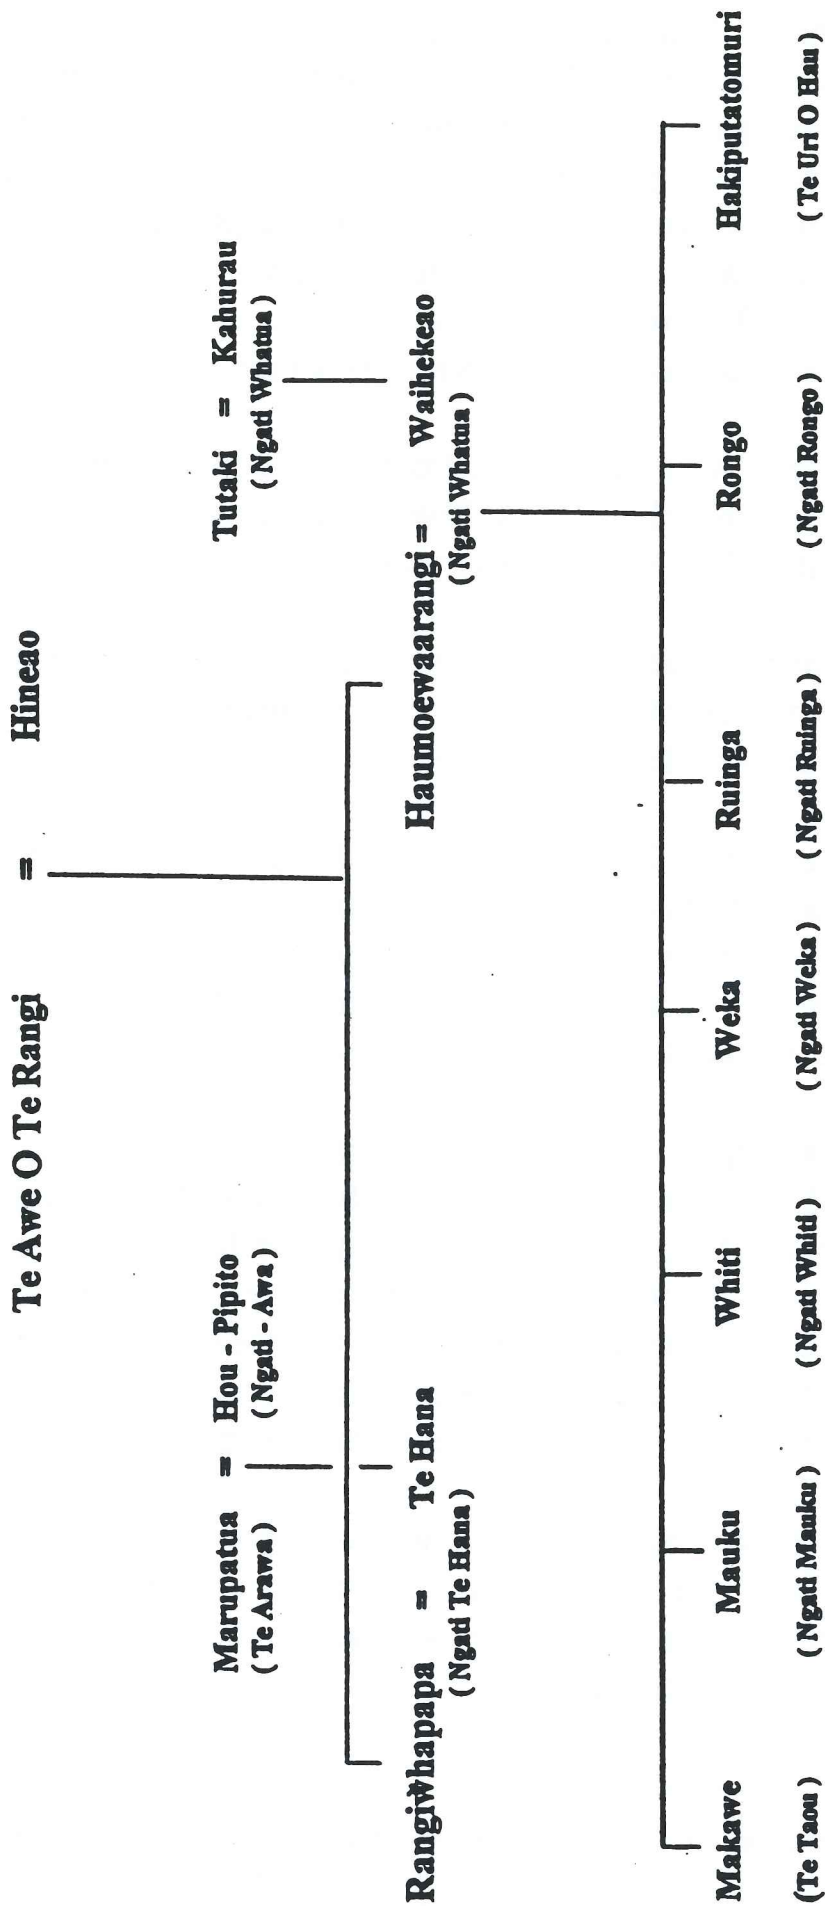 Te Awe O Te Rangi = Hineao
Marupatua = Hou - Pipito
( Te Arawa ) ( Ngati - Awa )
Tutaki = Kahurau
( Ngati Whatua )
Rangiwhapapa = Te Hana
( Ngati Te Hana )
Haumoewaarangi = Waihekeao
( Ngati Whatua )
Makawe Mauku Whiti Weka Ruinga Rongo Hakiputatomuri
(Te Taou) ( Ngati Mauku ) ( Ngati Whiti ) ( Ngati Weka ) ( Ngati Ruinga ) ( Ngati Rongo ) ( Te Uri O Hau )